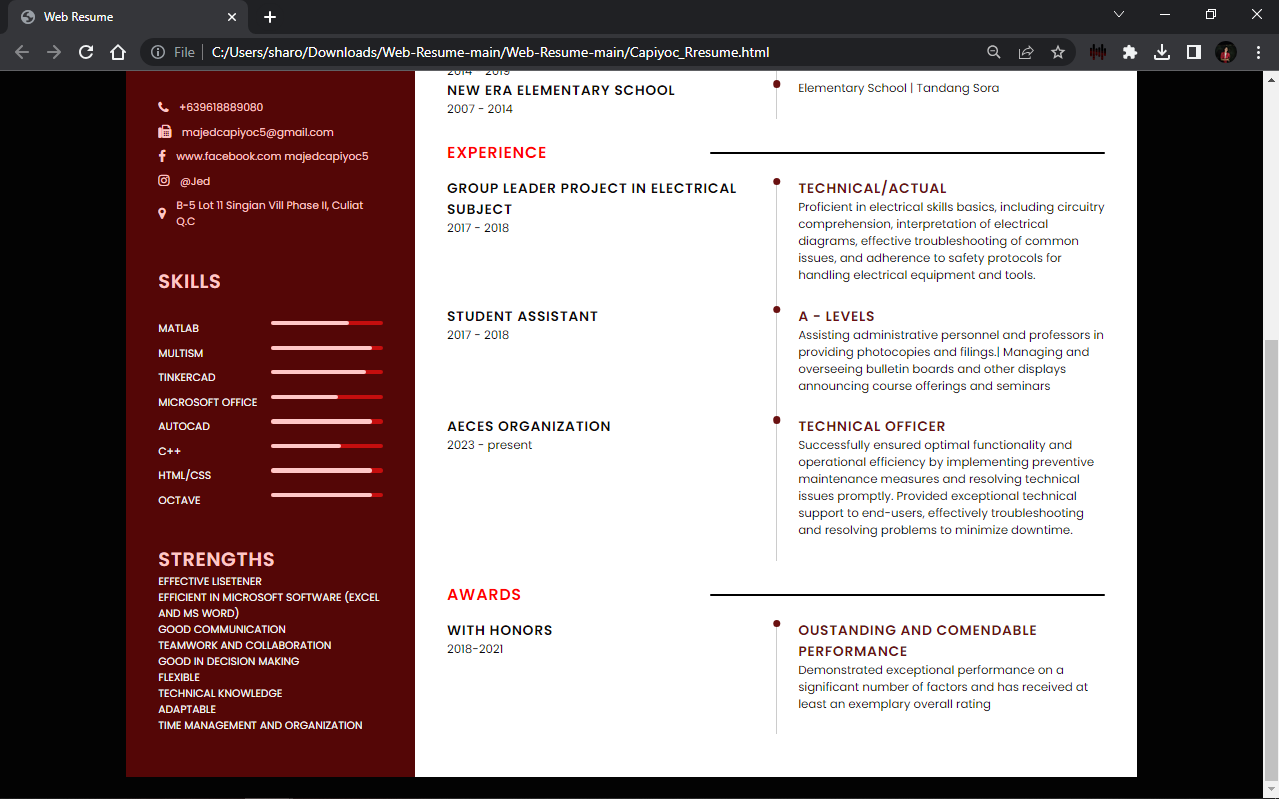 Web Resume
File
C:/Users/sharo/Downloads/Web-Resume-main/Web-Resume-main/Capiyoc_Rresume.html
+639618889080
majedcapiyoc5@gmail.com
www.facebook.com majedcapiyoc5
@Jed
B-5 Lot 11 Singian Vill Phase II, Culiat
Q.C
SKILLS
MATLAB
MULTISM
TINKERCAD
MICROSOFT OFFICE
AUTOCAD
C++
HTML/CSS
OCTAVE
STRENGTHS
EFFECTIVE LISETENER
EFFICIENT IN MICROSOFT SOFTWARE (EXCEL
AND MS WORD)
GOOD COMMUNICATION
TEAMWORK AND COLLABORATION
GOOD IN DECISION MAKING
FLEXIBLE
TECHNICAL KNOWLEDGE
ADAPTABLE
TIME MANAGEMENT AND ORGANIZATION
2014 - 2019
NEW ERA ELEMENTARY SCHOOL
2007 - 2014
Elementary School | Tandang Sora
EXPERIENCE
GROUP LEADER PROJECT IN ELECTRICAL
SUBJECT
2017 - 2018
TECHNICAL/ACTUAL
Proficient in electrical skills basics, including circuitry
comprehension, interpretation of electrical
diagrams, effective troubleshooting of common
issues, and adherence to safety protocols for
handling electrical equipment and tools.
STUDENT ASSISTANT
2017 - 2018
A - LEVELS
Assisting administrative personnel and professors in
providing photocopies and filings.| Managing and
overseeing bulletin boards and other displays
announcing course offerings and seminars
AECES ORGANIZATION
2023 - present
TECHNICAL OFFICER
Successfully ensured optimal functionality and
operational efficiency by implementing preventive
maintenance measures and resolving technical
issues promptly. Provided exceptional technical
support to end-users, effectively troubleshooting
and resolving problems to minimize downtime.
AWARDS
WITH HONORS
2018-2021
OUSTANDING AND COMENDABLE
PERFORMANCE
Demonstrated exceptional performance on a
significant number of factors and has received at
least an exemplary overall rating